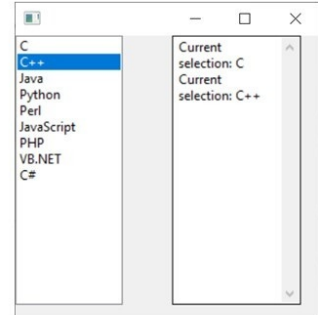 C
C++
Java
Python
Perl
JavaScript
PHP
VB.NET
C#
Current
selection: C
Current
selection: C++